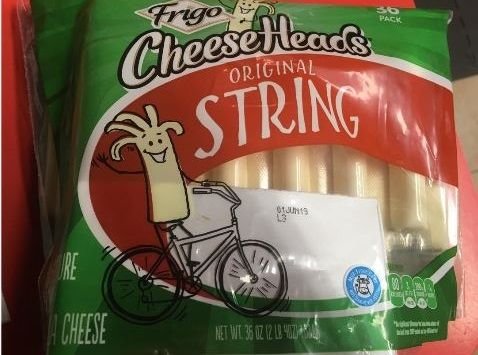 Frigo
36
PACK
CheeseHeads
ORIGINAL
STRING
01JUN19
L3
CHEESE
NET WT. 36 OZ (2 LB 4OZ)